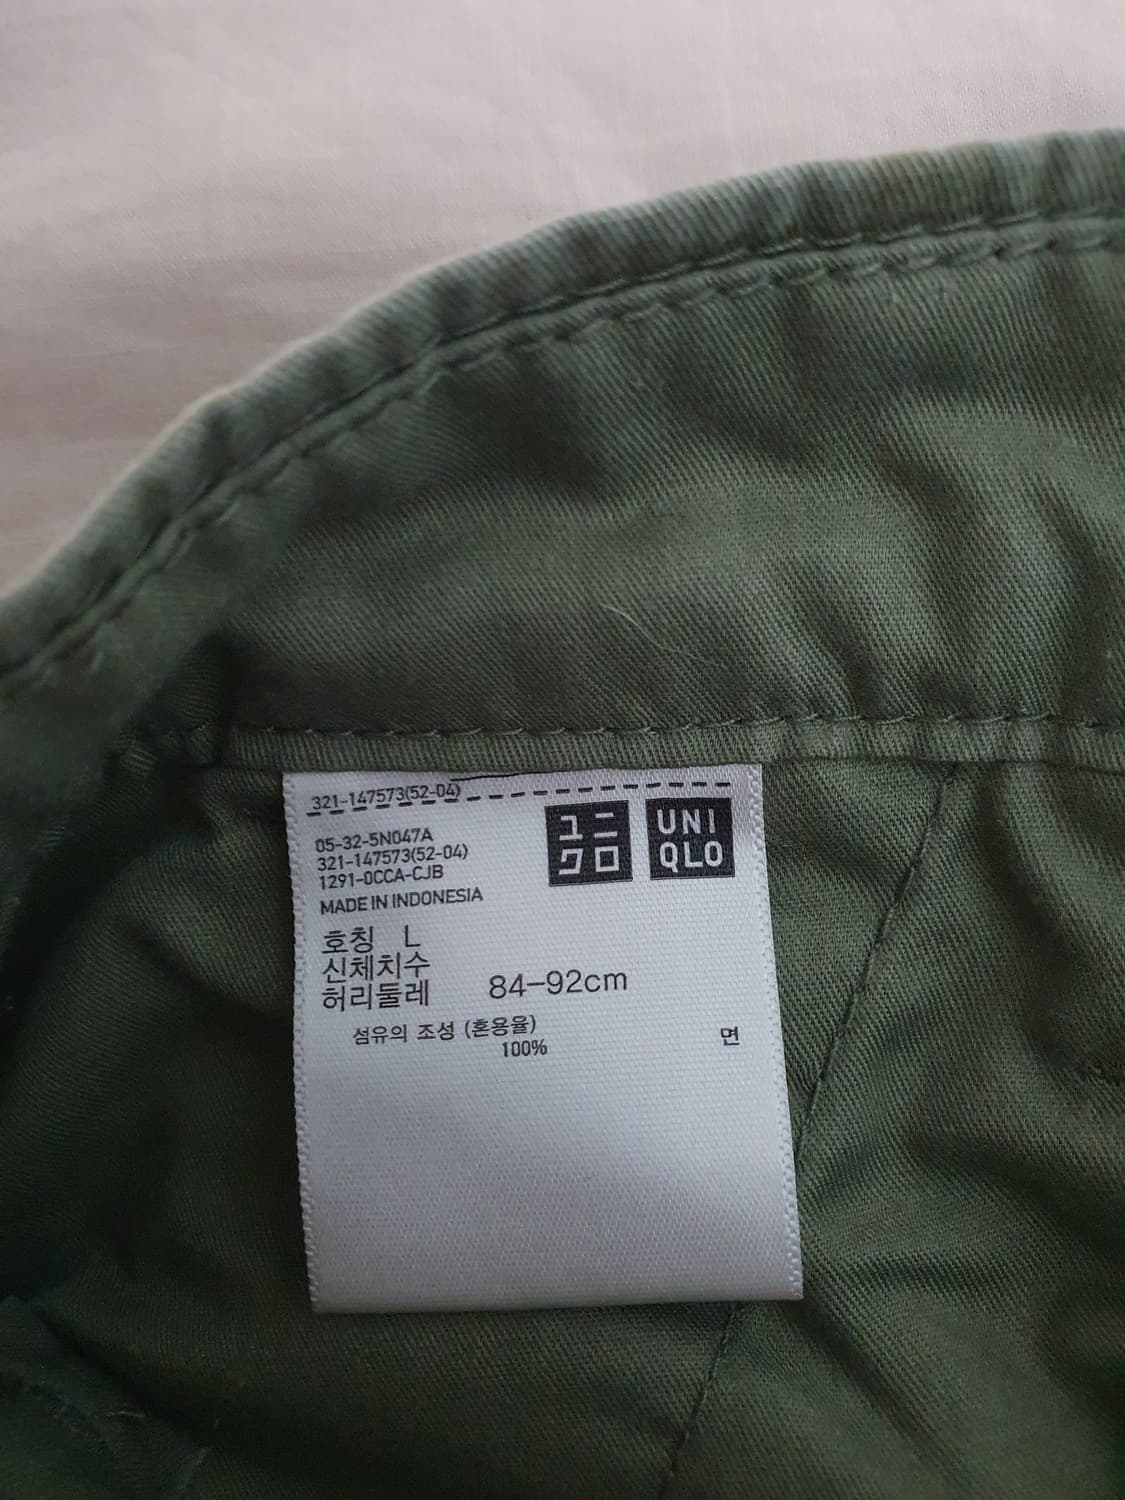 321-147573(52-04)
05-32-5N047A
321-147573(52-04)
1291-0CCA-CJB
MADE IN INDONESIA
ユニ
クロ
UNI
QLO
호칭 L
신체치수
허리둘레 84-92cm
섬유의 조성 (혼용율)
100% 면